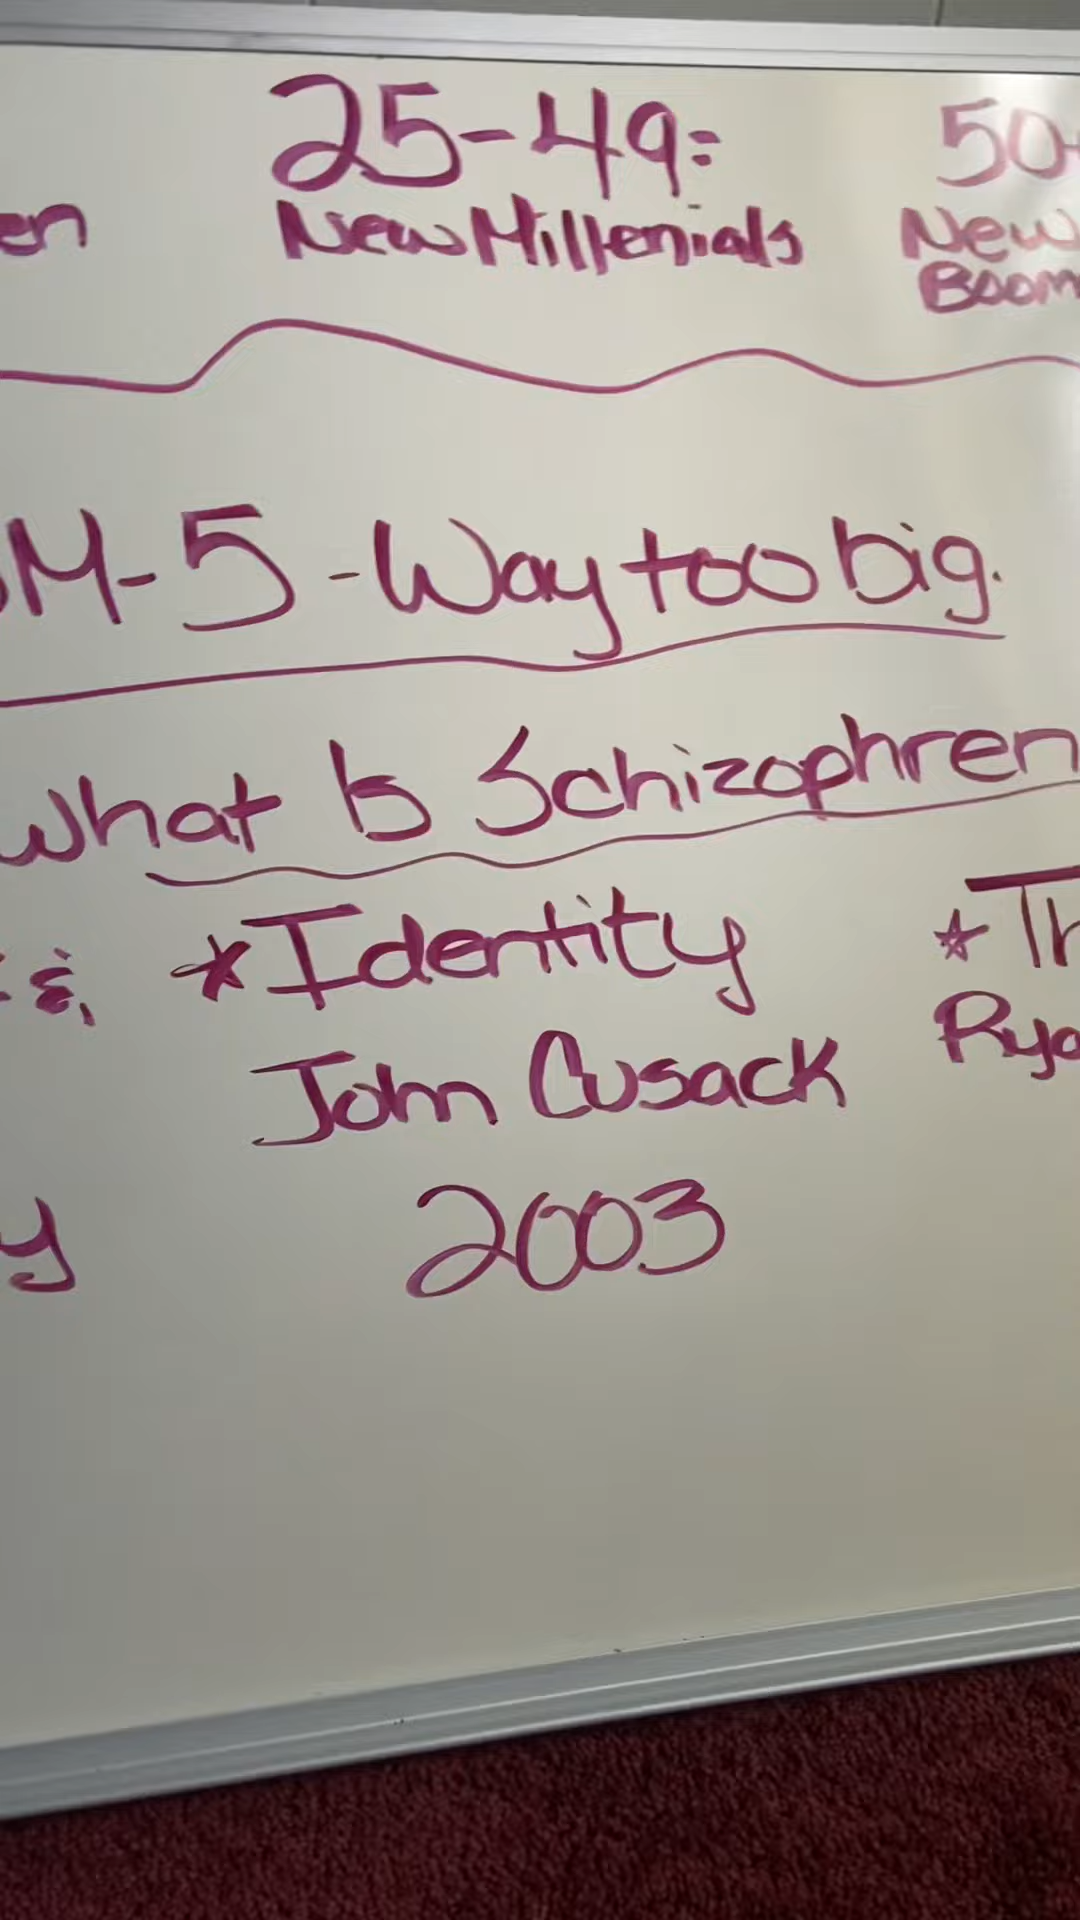 25-49: 50+
en New Millenials New
Boom
M-5 - Way too big.
What Is Schizophren
&, * Identity * Th
John Cusack Rya
y 2003